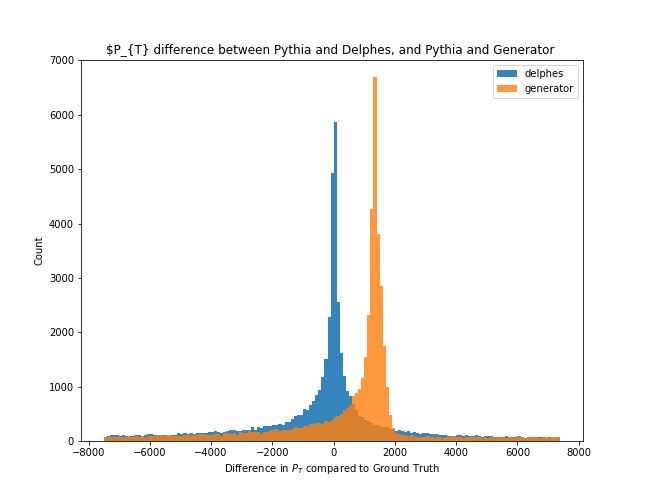 $P_{T} difference between Pythia and Delphes, and Pythia and Generator
7000
6000
5000
4000
3000
2000
1000
0
Count
delphes
generator
−8000 −6000 −4000 −2000 0 2000 4000 6000 8000
Difference in P_T compared to Ground Truth